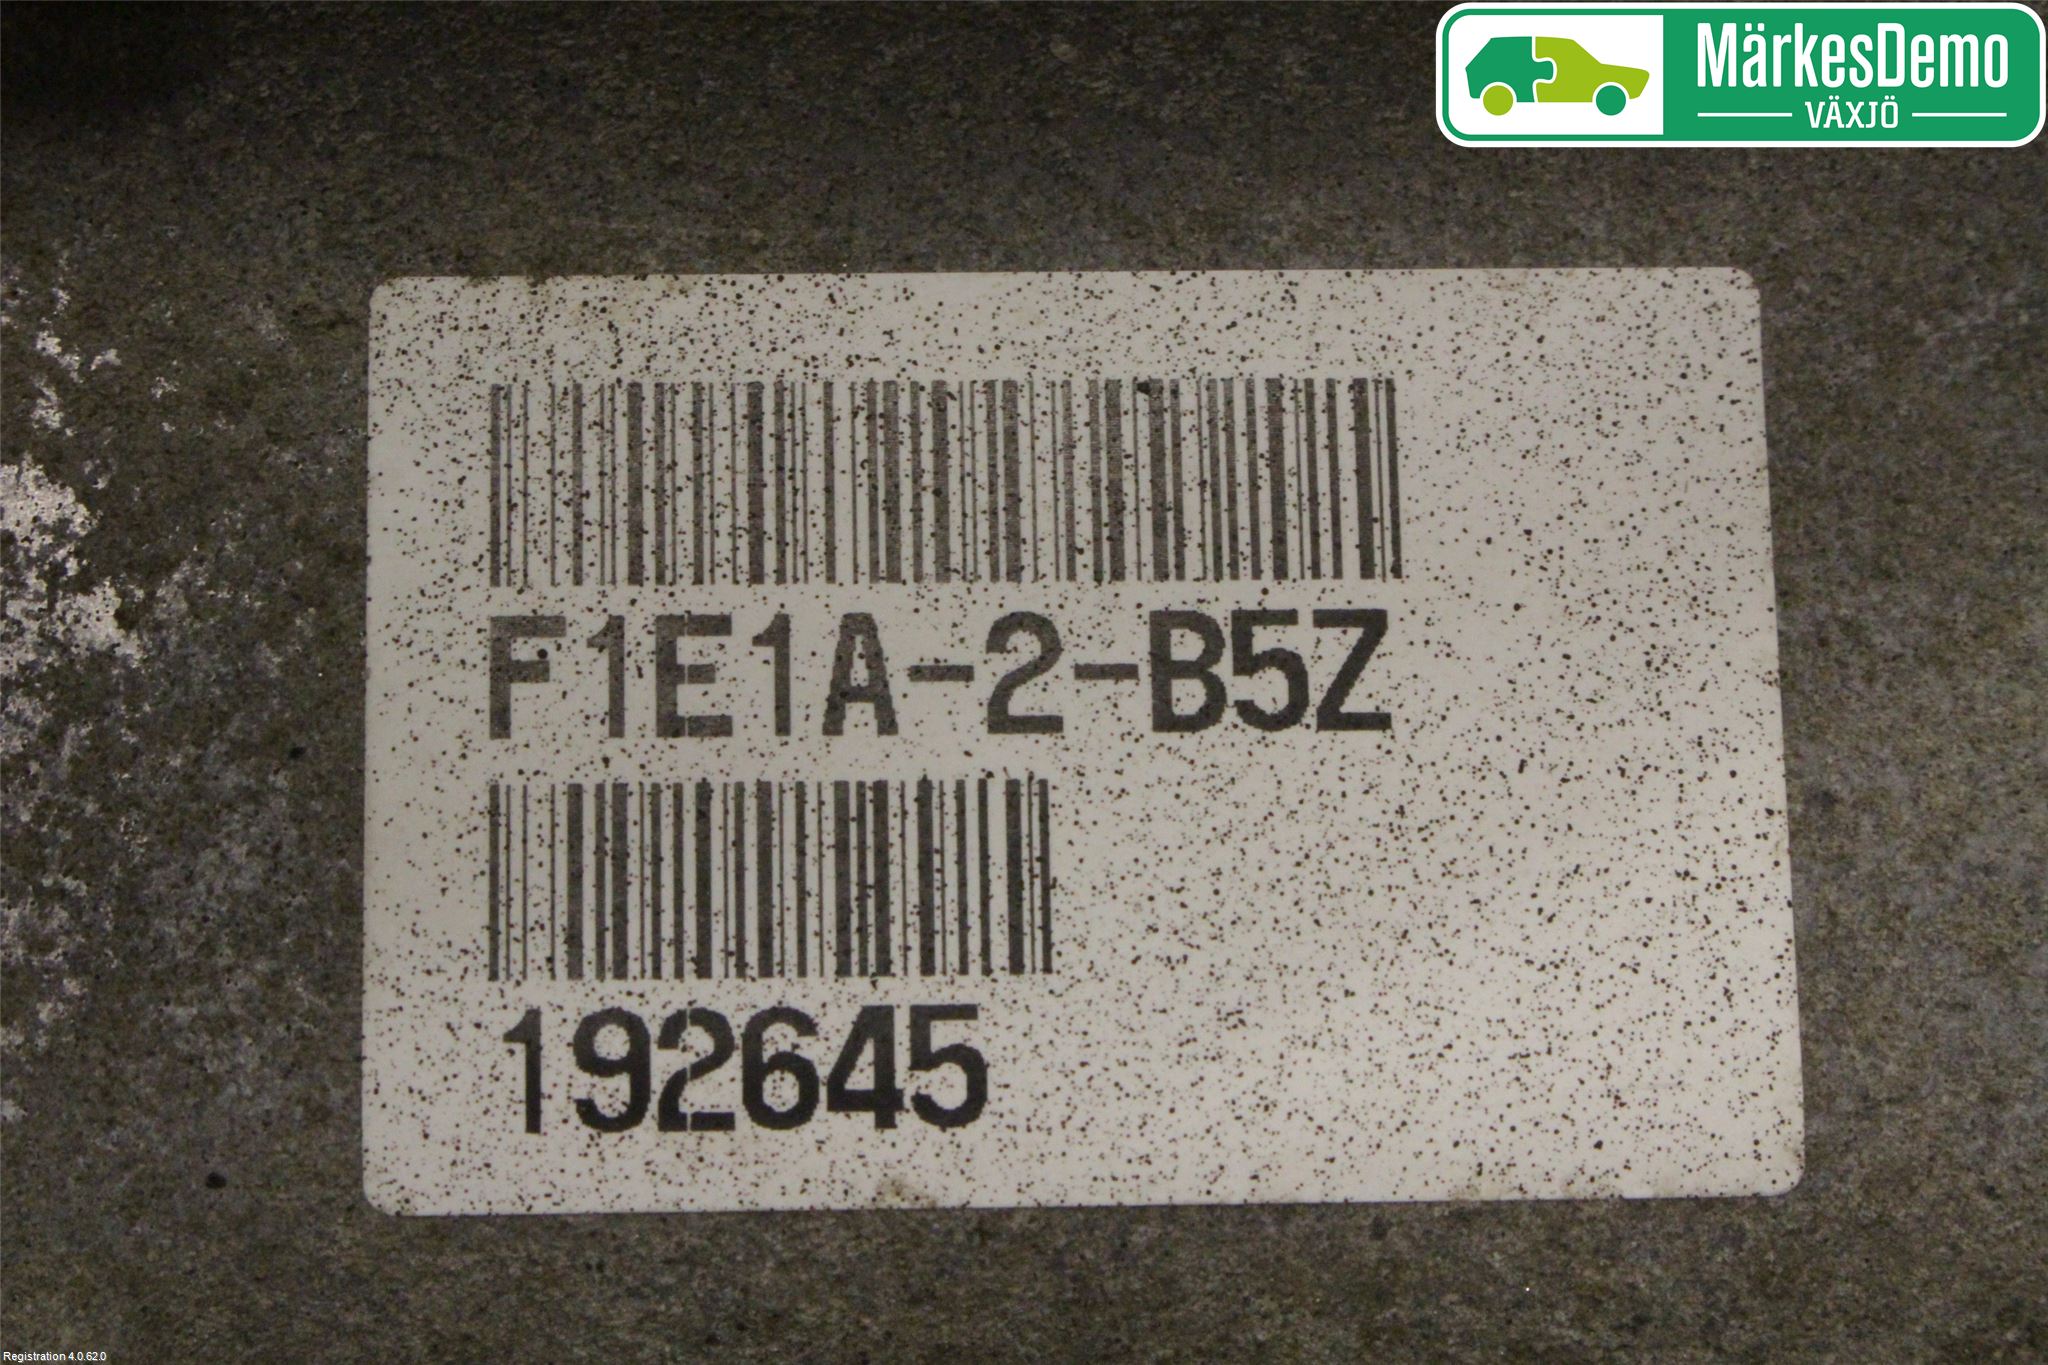 MärkesDemo
VÄXJÖ
F1E1A-2-B5Z
192645
Registration 4.0.62.0